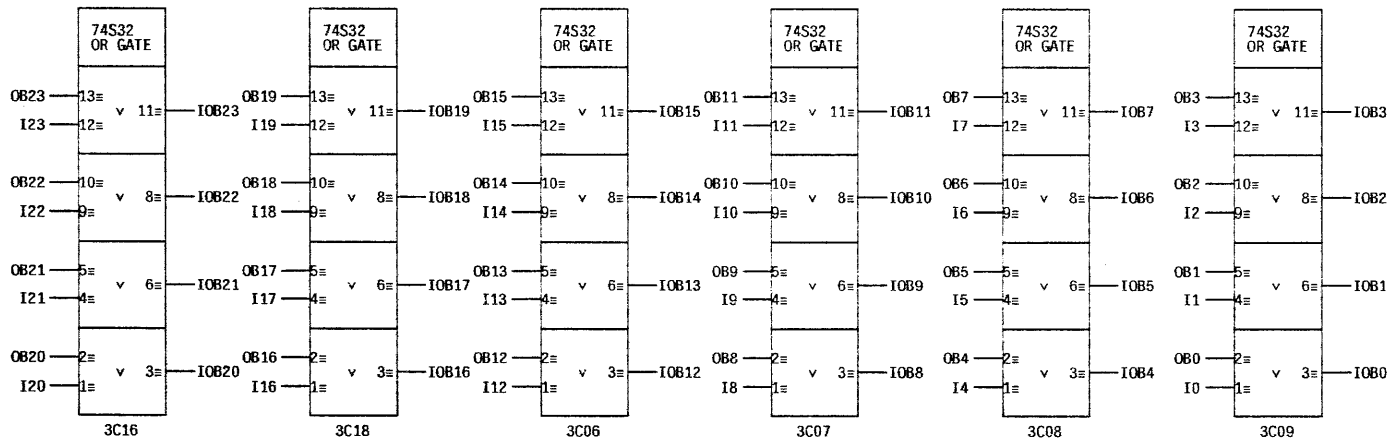 74S32 74S32 74S32 74S32 74S32 74S32
OR GATE OR GATE OR GATE OR GATE OR GATE OR GATE
OB23 13≡ v 11≡ IOB23 OB19 13≡ v 11≡ IOB19 OB15 13≡ v 11≡ IOB15 OB11 13≡ v 11≡ IOB11 OB7 13≡ v 11≡ IOB7 OB3 13≡ v 11≡ IOB3
I23 12≡ I19 12≡ I15 12≡ I11 12≡ I7 12≡ I3 12≡
OB22 10≡ v 8≡ IOB22 OB18 10≡ v 8≡ IOB18 OB14 10≡ v 8≡ IOB14 OB10 10≡ v 8≡ IOB10 OB6 10≡ v 8≡ IOB6 OB2 10≡ v 8≡ IOB2
I22 9≡ I18 9≡ I14 9≡ I10 9≡ I6 9≡ I2 9≡
OB21 5≡ v 6≡ IOB21 OB17 5≡ v 6≡ IOB17 OB13 5≡ v 6≡ IOB13 OB9 5≡ v 6≡ IOB9 OB5 5≡ v 6≡ IOB5 OB1 5≡ v 6≡ IOB1
I21 4≡ I17 4≡ I13 4≡ I9 4≡ I5 4≡ I1 4≡
OB20 2≡ v 3≡ IOB20 OB16 2≡ v 3≡ IOB16 OB12 2≡ v 3≡ IOB12 OB8 2≡ v 3≡ IOB8 OB4 2≡ v 3≡ IOB4 OB0 2≡ v 3≡ IOB0
I20 1≡ I16 1≡ I12 1≡ I8 1≡ I4 1≡ I0 1≡
3C16 3C18 3C06 3C07 3C08 3C09